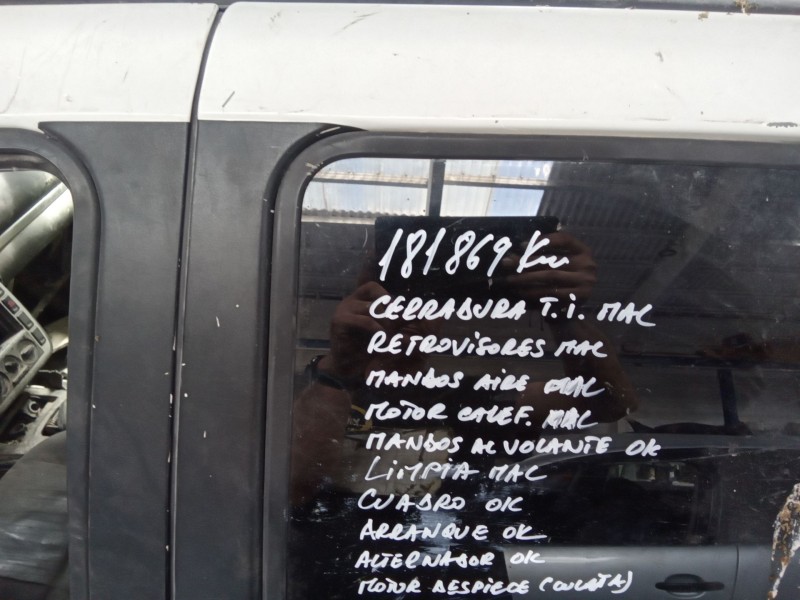 181869 Km
CERRADURA T.i. MAL
RETROVISORES MAL
MANDOS AIRE MAL
MOTOR CALEF. MAL
MANDOS AL VOLANTE OK
LIMPIA MAL
CUADRO OK
ARRANQUE OK
ALTERNADOR OK
MOTOR DESPIECE (CULATA)